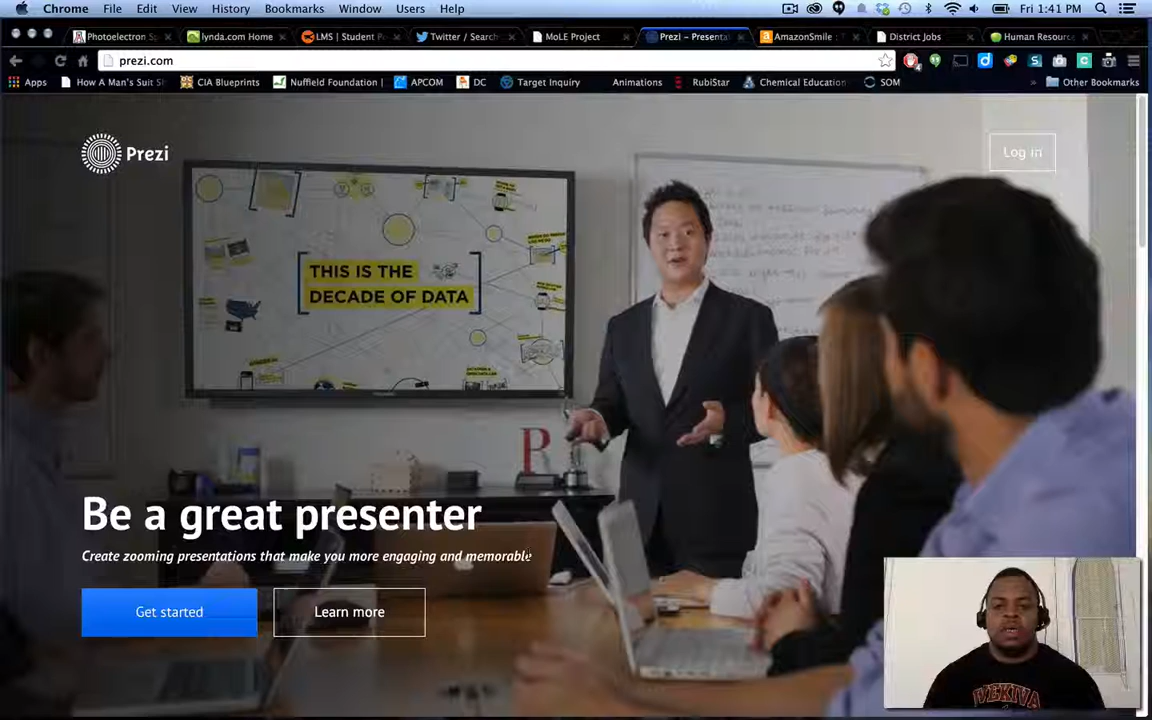 Chrome File Edit View History Bookmarks Window Users Help Fri 1:41 PM
Photoelectron lynda.com Home LMS | Student Twitter / Search MoLE Project Prezi – Presenta AmazonSmile District Jobs Human Resourc
prezi.com
Apps How A Man's Suit CIA Blueprints Nuffield Foundation APCOM DC Target Inquiry Animations RubiStar Chemical Education SOM » Other Bookmarks
Prezi
Log in
THIS IS THE
DECADE OF DATA
Be a great presenter
Create zooming presentations that make you more engaging and memorable
Get started
Learn more